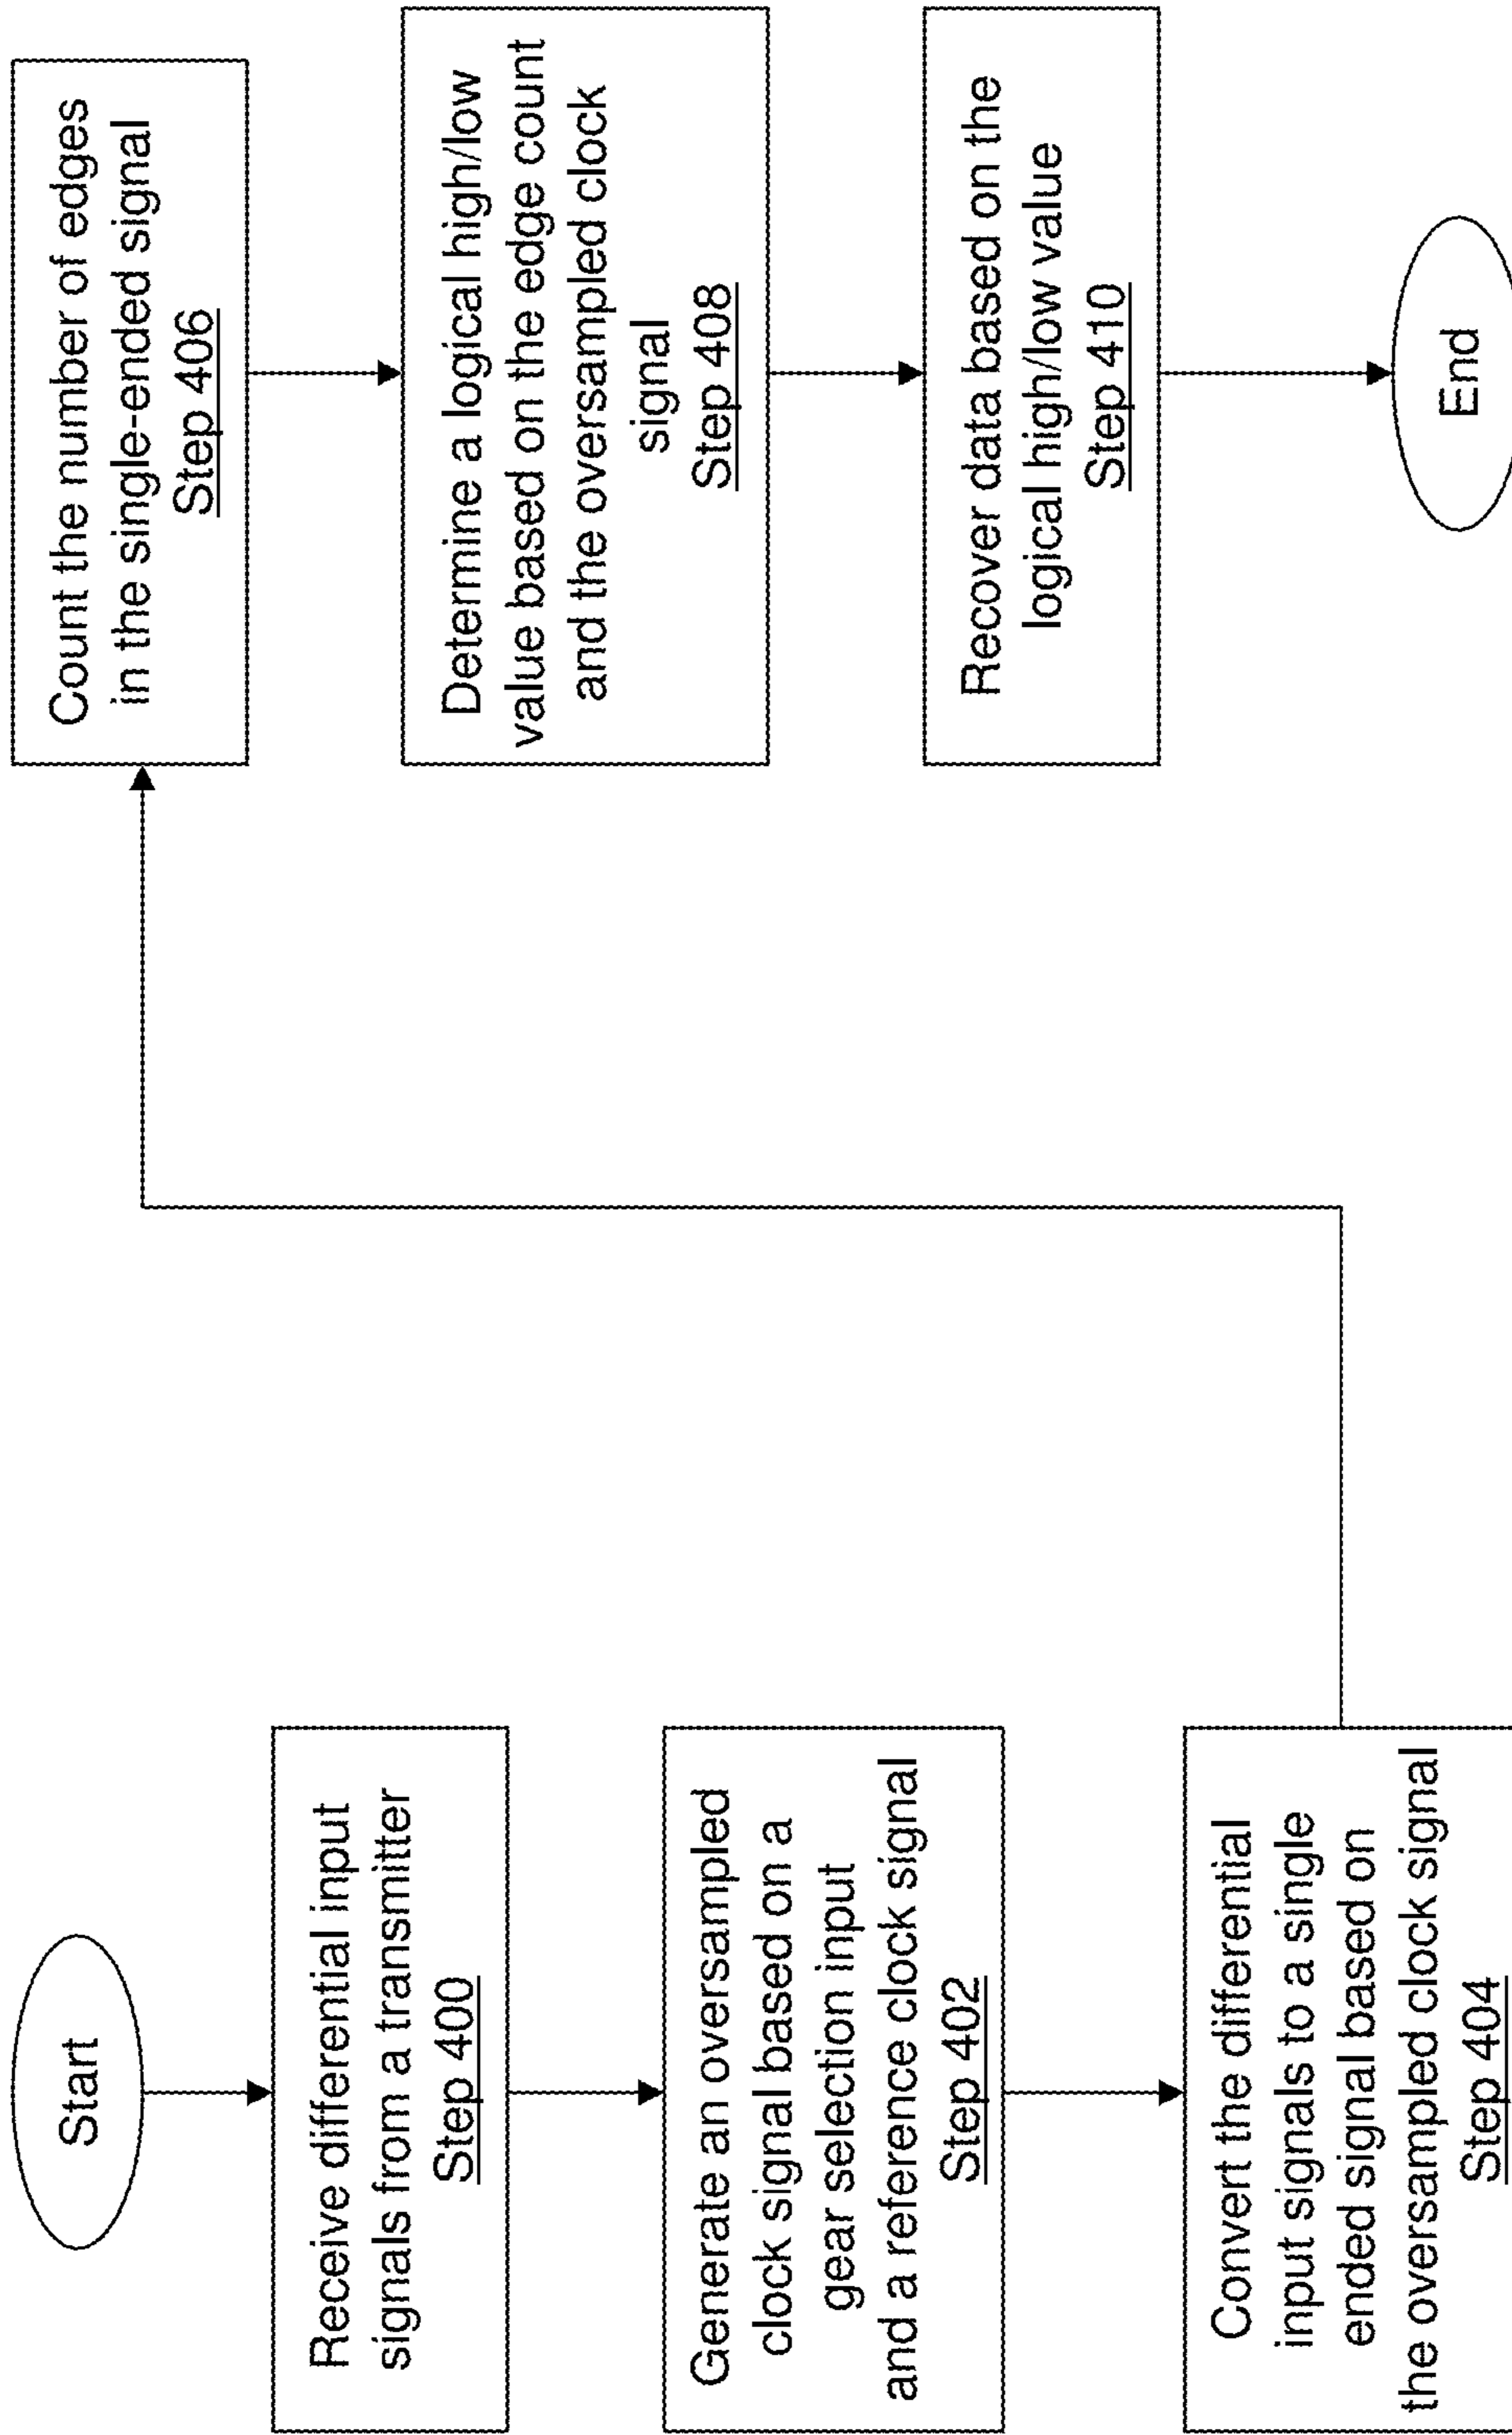 Start
Receive differential input
signals from a transmitter
Step 400
Generate an oversampled
clock signal based on a
gear selection input
and a reference clock signal
Step 402
Convert the differential
input signals to a single
ended signal based on
the oversampled clock signal
Step 404
Count the number of edges
in the single-ended signal
Step 406
Determine a logical high/low
value based on the edge count
and the oversampled clock
signal
Step 408
Recover data based on the
logical high/low value
Step 410
End